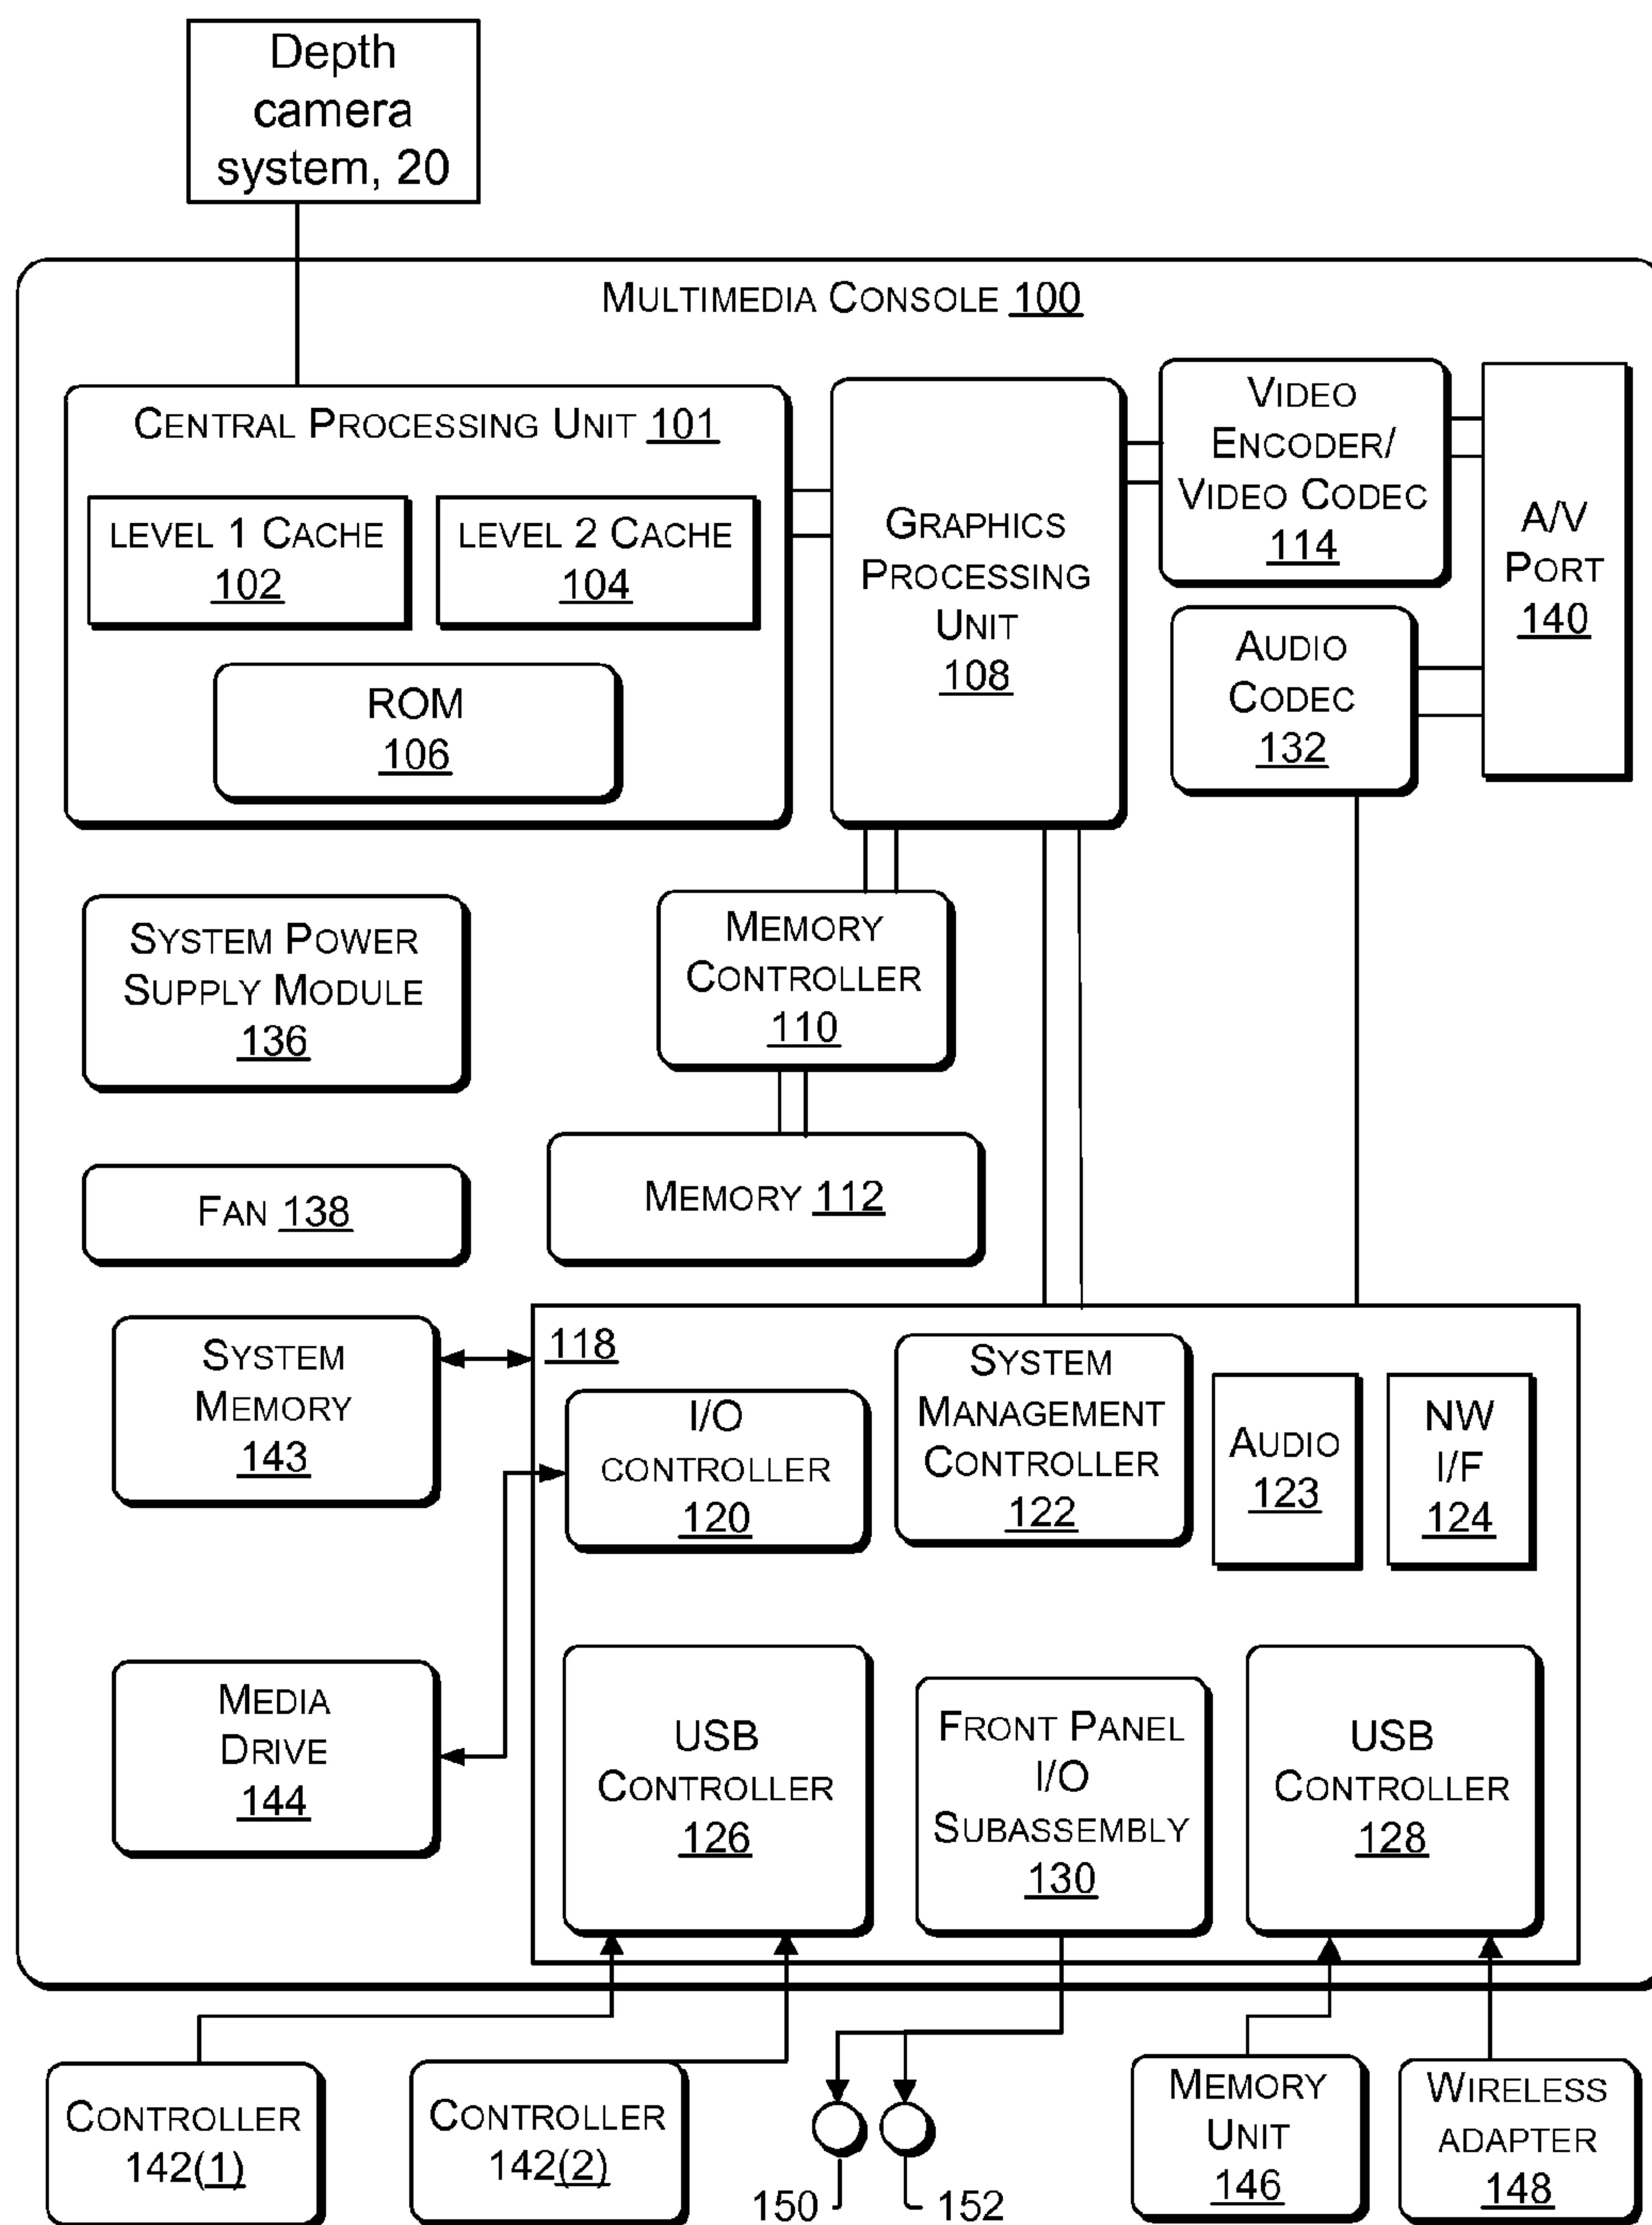 Depth
camera
system, 20
MULTIMEDIA CONSOLE 100
CENTRAL PROCESSING UNIT 101
LEVEL 1 CACHE
102
LEVEL 2 CACHE
104
ROM
106
GRAPHICS
PROCESSING
UNIT
108
VIDEO
ENCODER/
VIDEO CODEC
114
A/V
PORT
140
AUDIO
CODEC
132
SYSTEM POWER
SUPPLY MODULE
136
MEMORY
CONTROLLER
110
FAN 138
MEMORY 112
SYSTEM
MEMORY
143
118
I/O
CONTROLLER
120
SYSTEM
MANAGEMENT
CONTROLLER
122
AUDIO
123
NW
I/F
124
MEDIA
DRIVE
144
USB
CONTROLLER
126
FRONT PANEL
I/O
SUBASSEMBLY
130
USB
CONTROLLER
128
CONTROLLER
142(1)
CONTROLLER
142(2)
150
152
MEMORY
UNIT
146
WIRELESS
ADAPTER
148